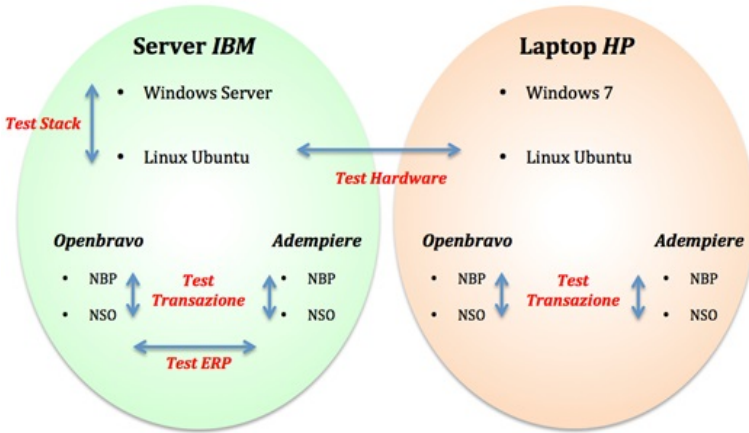 Server IBM
• Windows Server
Test Stack
• Linux Ubuntu
Openbravo
Adempiere
• NBP
• NSO
Test
Transazione
• NBP
• NSO
Test ERP
Test Hardware
Laptop HP
• Windows 7
• Linux Ubuntu
Openbravo
Adempiere
• NBP
• NSO
Test
Transazione
• NBP
• NSO